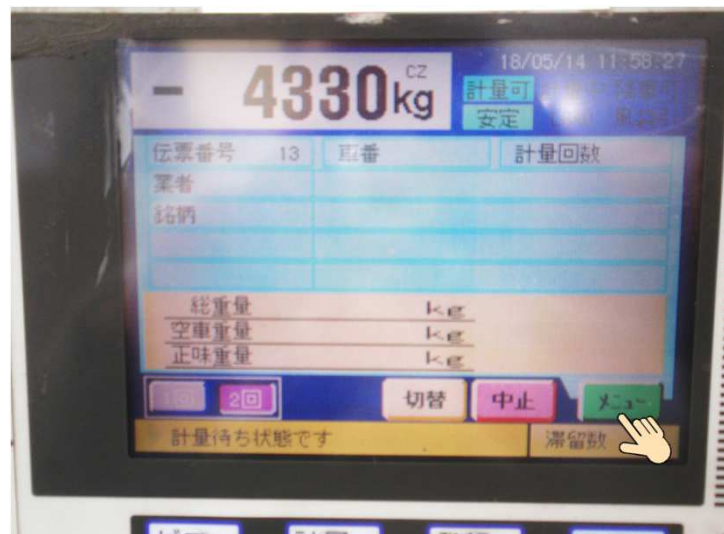 18/05/14 11:58:27
- 4330kg
CZ
計量可
安定
伝票番号 13 車番 計量回数
業者
銘柄
総重量 kg
空車重量 kg
正味重量 kg
1回 2回 切替 中止 メニュー
計量待ち状態です 滞留数